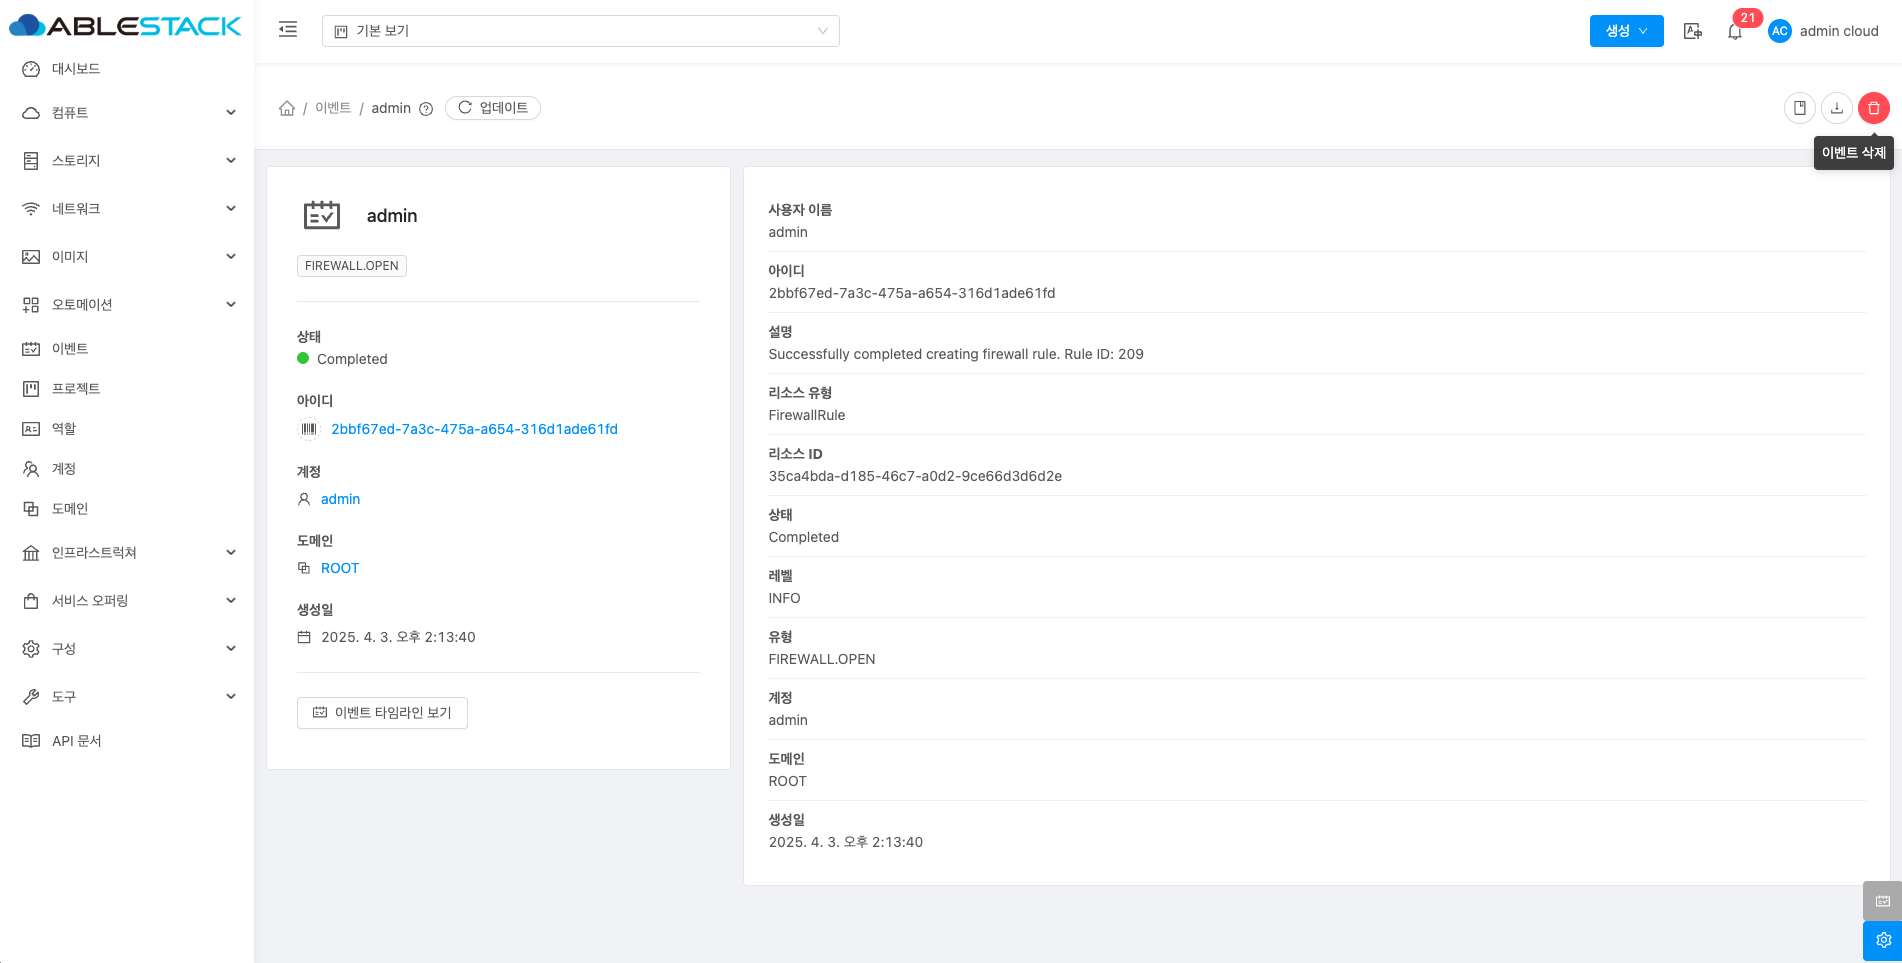 ABLESTACK
기본 보기
생성
21
AC
admin cloud
대시보드
컴퓨트
스토리지
네트워크
이미지
오토메이션
이벤트
프로젝트
역할
계정
도메인
인프라스트럭쳐
서비스 오퍼링
구성
도구
API 문서
/ 이벤트 / admin
업데이트
이벤트 삭제
admin
FIREWALL.OPEN
상태
Completed
아이디
2bbf67ed-7a3c-475a-a654-316d1ade61fd
계정
admin
도메인
ROOT
생성일
2025. 4. 3. 오후 2:13:40
이벤트 타임라인 보기
사용자 이름
admin
아이디
2bbf67ed-7a3c-475a-a654-316d1ade61fd
설명
Successfully completed creating firewall rule. Rule ID: 209
리소스 유형
FirewallRule
리소스 ID
35ca4bda-d185-46c7-a0d2-9ce66d3d6d2e
상태
Completed
레벨
INFO
유형
FIREWALL.OPEN
계정
admin
도메인
ROOT
생성일
2025. 4. 3. 오후 2:13:40